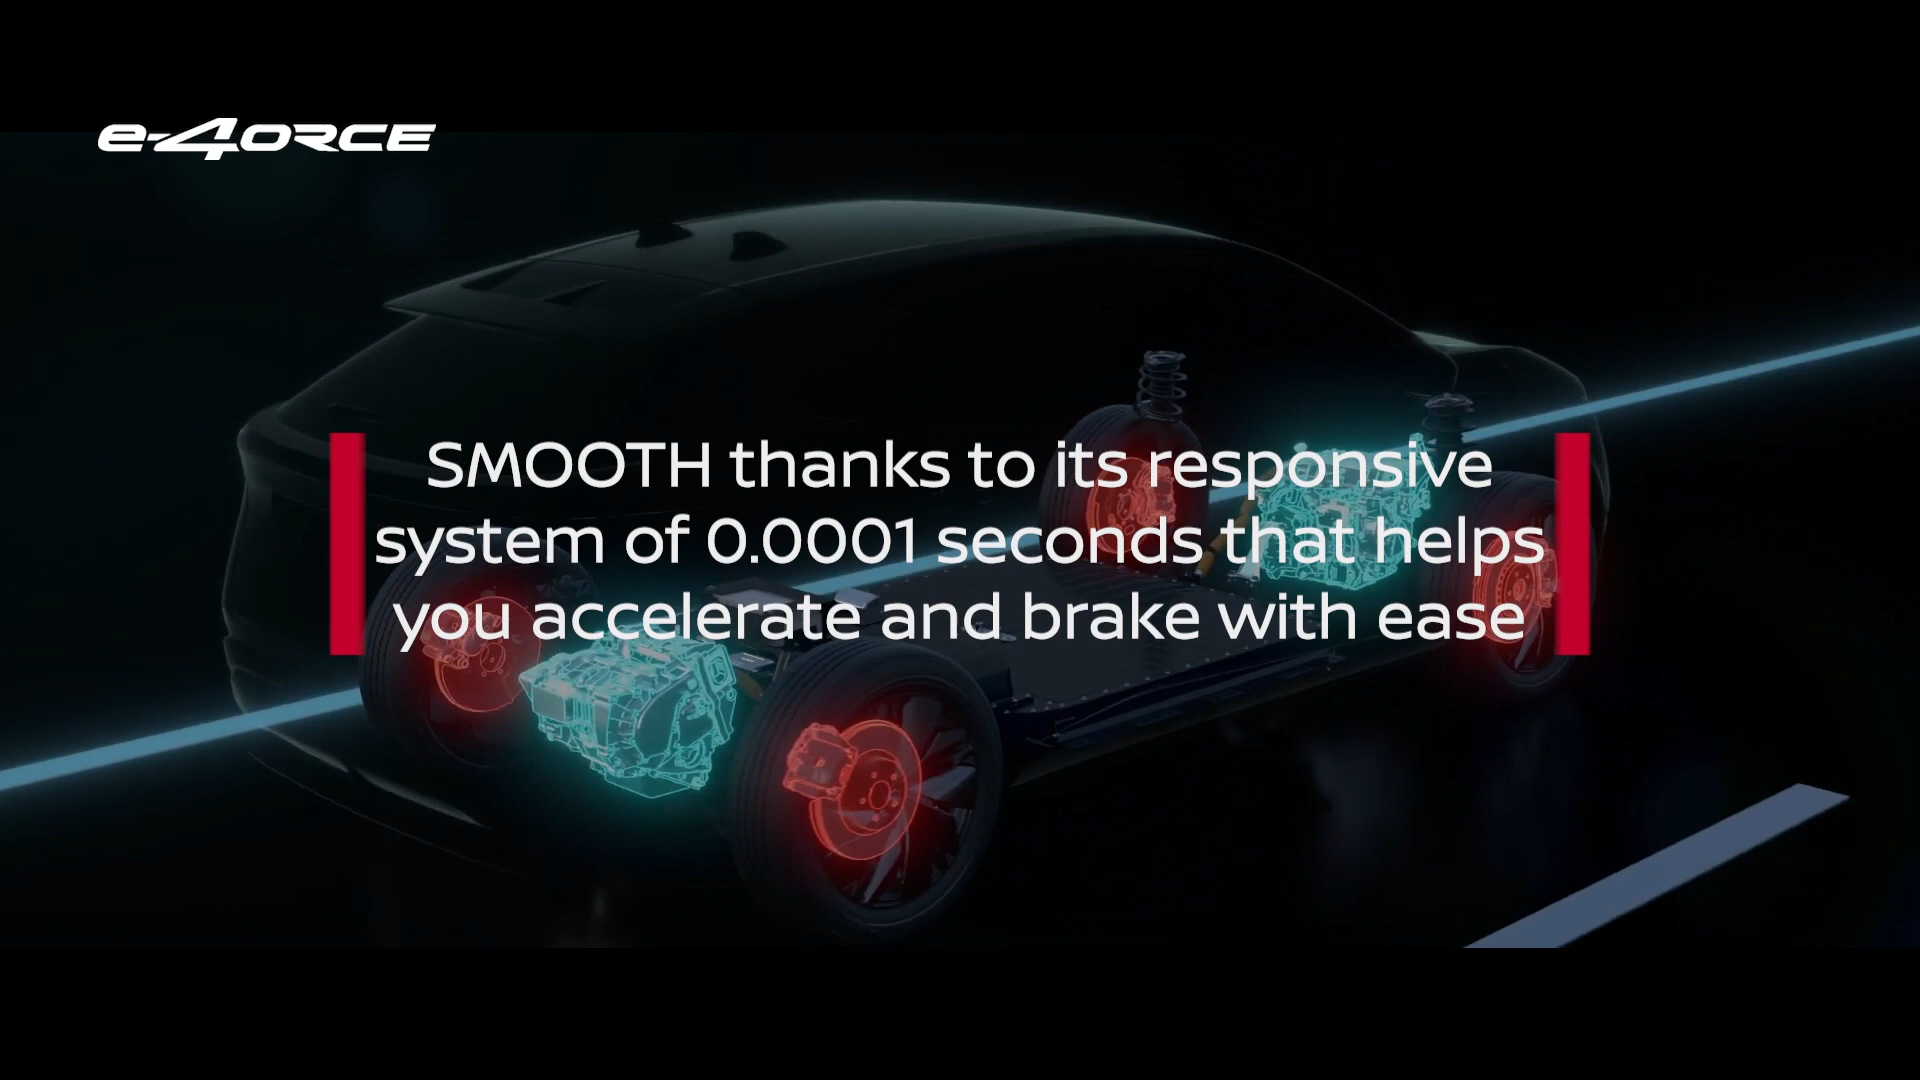 e-4ORCE
SMOOTH thanks to its responsive
system of 0.0001 seconds that helps
you accelerate and brake with ease